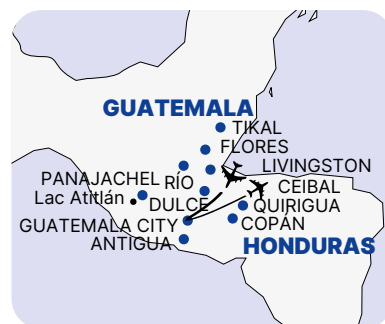 GUATEMALA
TIKAL
FLORES
LIVINGSTON
PANAJACHEL
RÍO
DULCE
CEIBAL
Lac Atitlán
QUIRIGUA
GUATEMALA CITY
COPÁN
ANTIGUA
HONDURAS